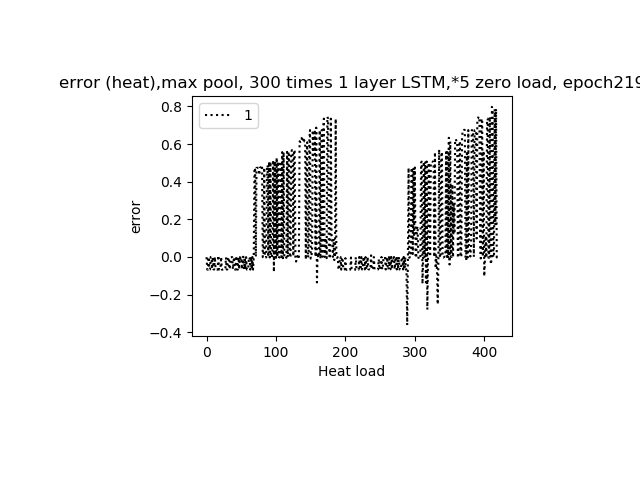 error (heat),max pool, 300 times 1 layer LSTM,*5 zero load, epoch219
1
0.8
0.6
0.4
0.2
0.0
−0.2
−0.4
error
0 100 200 300 400
Heat load